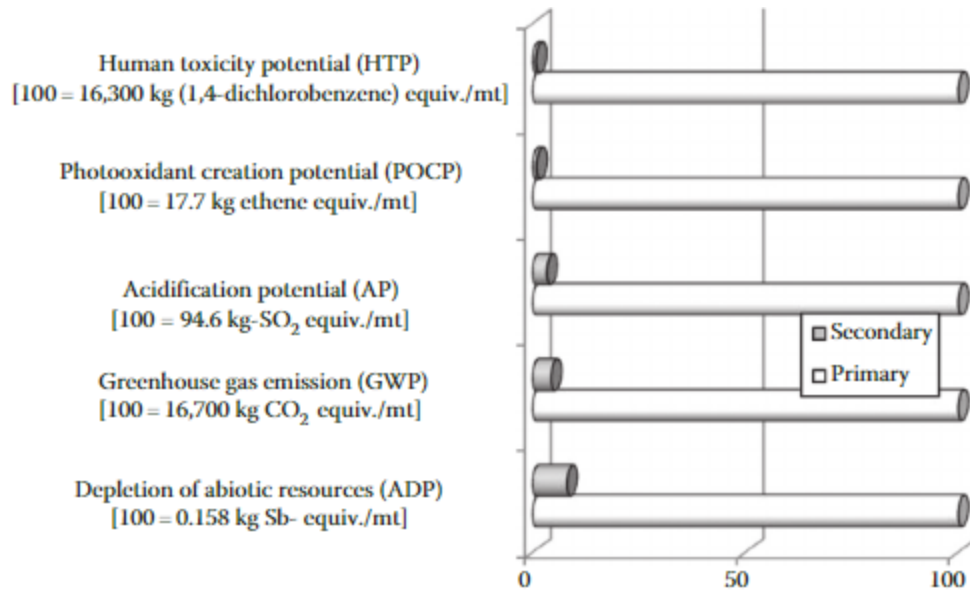 Human toxicity potential (HTP)
[100 = 16,300 kg (1,4-dichlorobenzene) equiv./mt]
Photooxidant creation potential (POCP)
[100 = 17.7 kg ethene equiv./mt]
Acidification potential (AP)
[100 = 94.6 kg-SO₂ equiv./mt]
Secondary
Greenhouse gas emission (GWP)
Primary
[100 = 16,700 kg CO₂ equiv./mt]
Depletion of abiotic resources (ADP)
[100 = 0.158 kg Sb- equiv./mt]
0 50 100